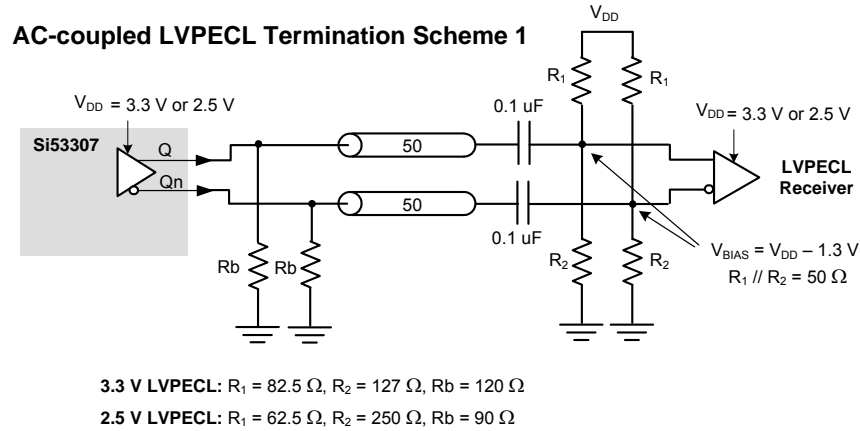 AC-coupled LVPECL Termination Scheme 1
VDD
R1
R1
VDD = 3.3 V or 2.5 V
0.1 uF
VDD = 3.3 V or 2.5 V
Si53307
Q
50
Qn
50
LVPECL
Receiver
0.1 uF
Rb
Rb
R2
R2
VBIAS = VDD – 1.3 V
R1 // R2 = 50 Ω
3.3 V LVPECL: R1 = 82.5 Ω, R2 = 127 Ω, Rb = 120 Ω
2.5 V LVPECL: R1 = 62.5 Ω, R2 = 250 Ω, Rb = 90 Ω